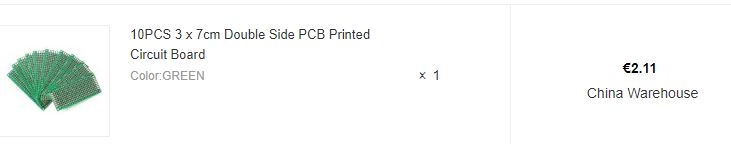 10PCS 3 x 7cm Double Side PCB Printed
Circuit Board
Color:GREEN
× 1
€2.11
China Warehouse